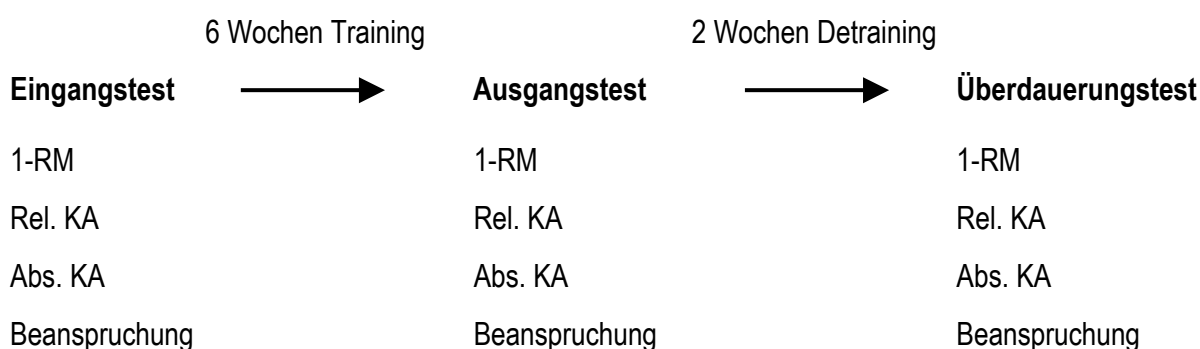 6 Wochen Training 2 Wochen Detraining
Eingangstest Ausgangstest Überdauerungstest
1-RM 1-RM 1-RM
Rel. KA Rel. KA Rel. KA
Abs. KA Abs. KA Abs. KA
Beanspruchung Beanspruchung Beanspruchung